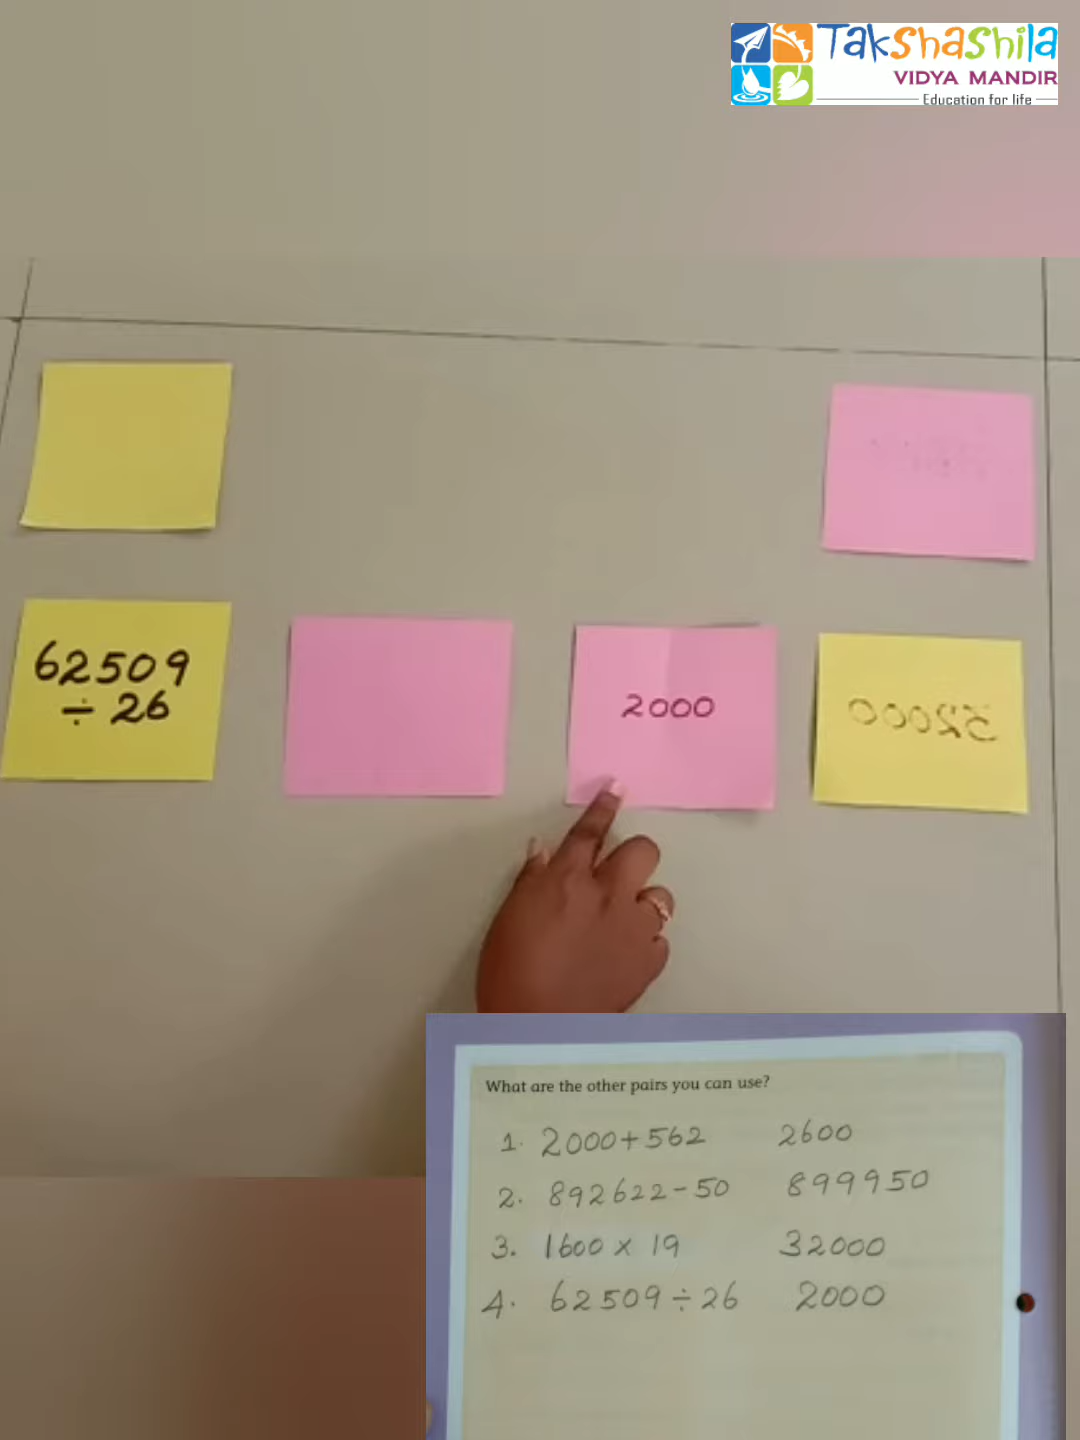 Takshashila
VIDYA MANDIR
Education for life
62509
÷ 26
2000
32000
What are the other pairs you can use?
1. 2000+562 2600
2. 892622-50 899950
3. 1600 x 19 32000
4. 62509÷26 2000